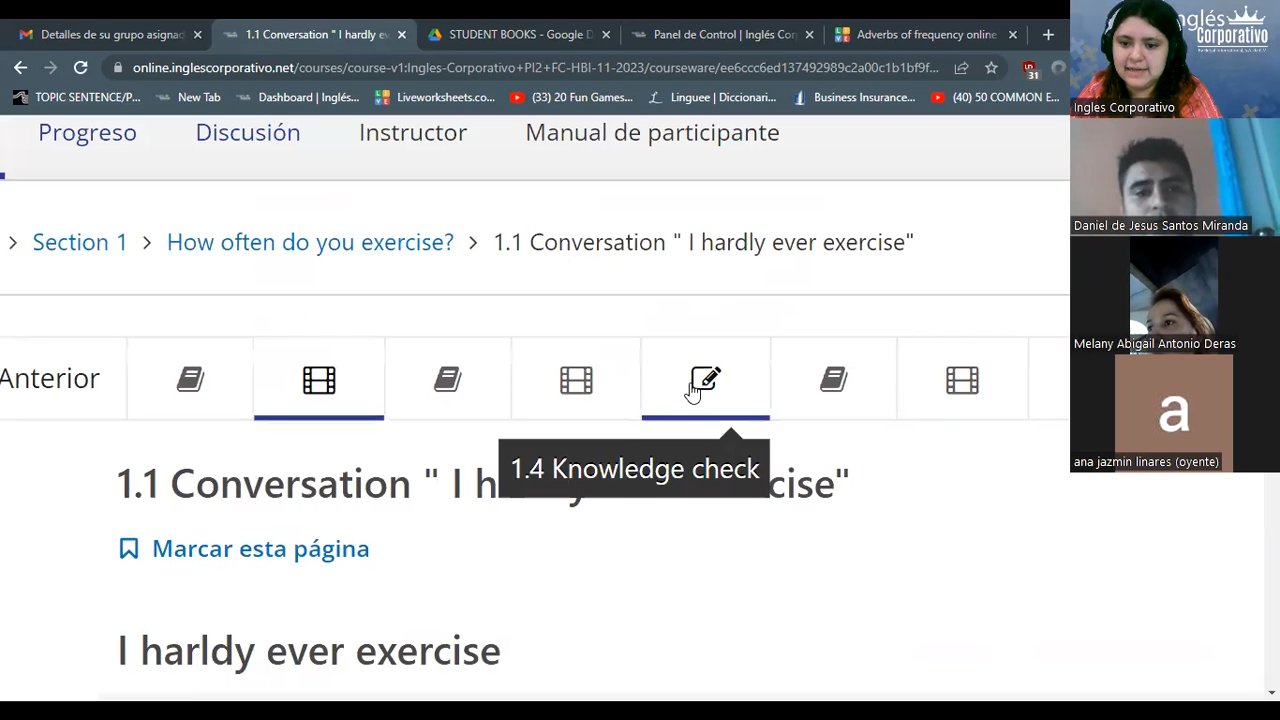 Detalles de su grupo asignad
1.1 Conversation " I hardly ev
STUDENT BOOKS - Google D
Panel de Control | Inglés Cor
Adverbs of frequency online
online.inglescorporativo.net/courses/course-v1:Ingles-Corporativo+PI2+FC-HBI-11-2023/courseware/ee6ccc6ed137492989c2a00c1b1bf9f...
31
TOPIC SENTENCE/P...
New Tab
Dashboard | Inglés...
Liveworksheets.co...
(33) 20 Fun Games...
Linguee | Diccionari...
Business Insurance...
(40) 50 COMMON E...
Progreso
Discusión
Instructor
Manual de participante
Section 1 > How often do you exercise? > 1.1 Conversation " I hardly ever exercise"
Anterior
1.4 Knowledge check
1.1 Conversation " I h cise"
Marcar esta página
I harldy ever exercise
Inglés
Corporativo
Ingles Corporativo
Daniel de Jesus Santos Miranda
Melany Abigail Antonio Deras
a
ana jazmin linares (oyente)